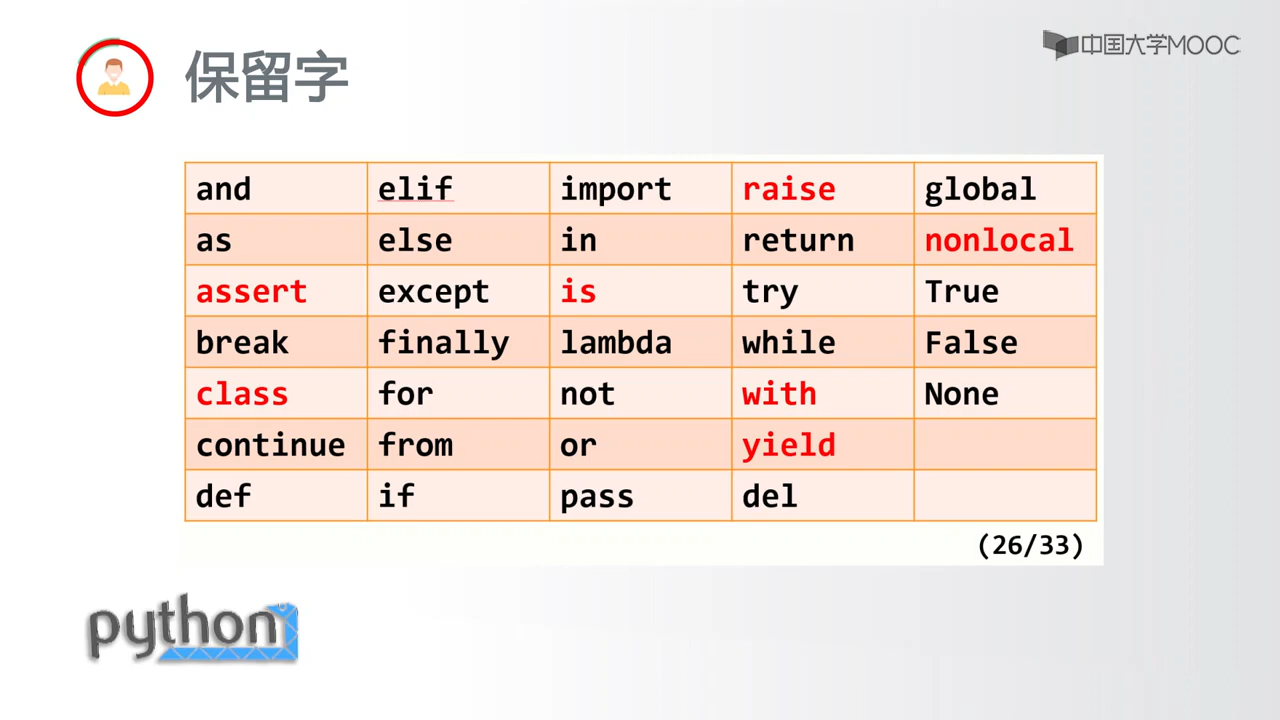 保留字
中国大学MOOC
and elif import raise global
as else in return nonlocal
assert except is try True
break finally lambda while False
class for not with None
continue from or yield
def if pass del
(26/33)
python